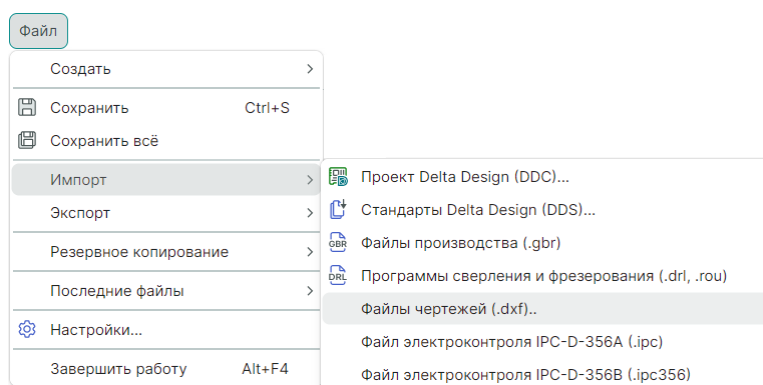 Файл
Создать
Сохранить Ctrl+S
Сохранить всё
Импорт
Экспорт
Резервное копирование
Последние файлы
Настройки...
Завершить работу Alt+F4
Проект Delta Design (DDC)...
Стандарты Delta Design (DDS)...
GBR Файлы производства (.gbr)
DRL Программы сверления и фрезерования (.drl, .rou)
Файлы чертежей (.dxf)..
Файл электроконтроля IPC-D-356A (.ipc)
Файл электроконтроля IPC-D-356B (.ipc356)